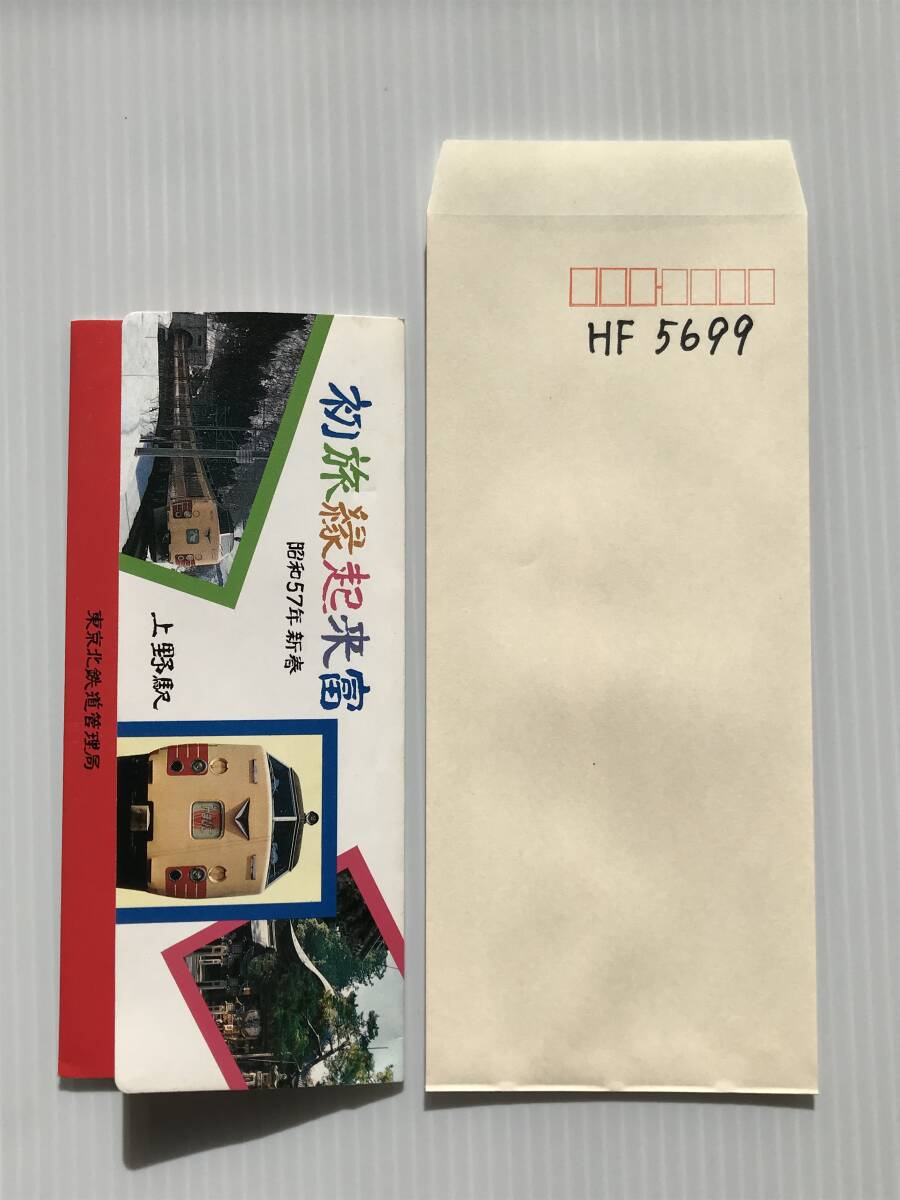 初旅縁起来富
昭和57年 新春
上野駅
東京北鉄道管理局
HF 5699